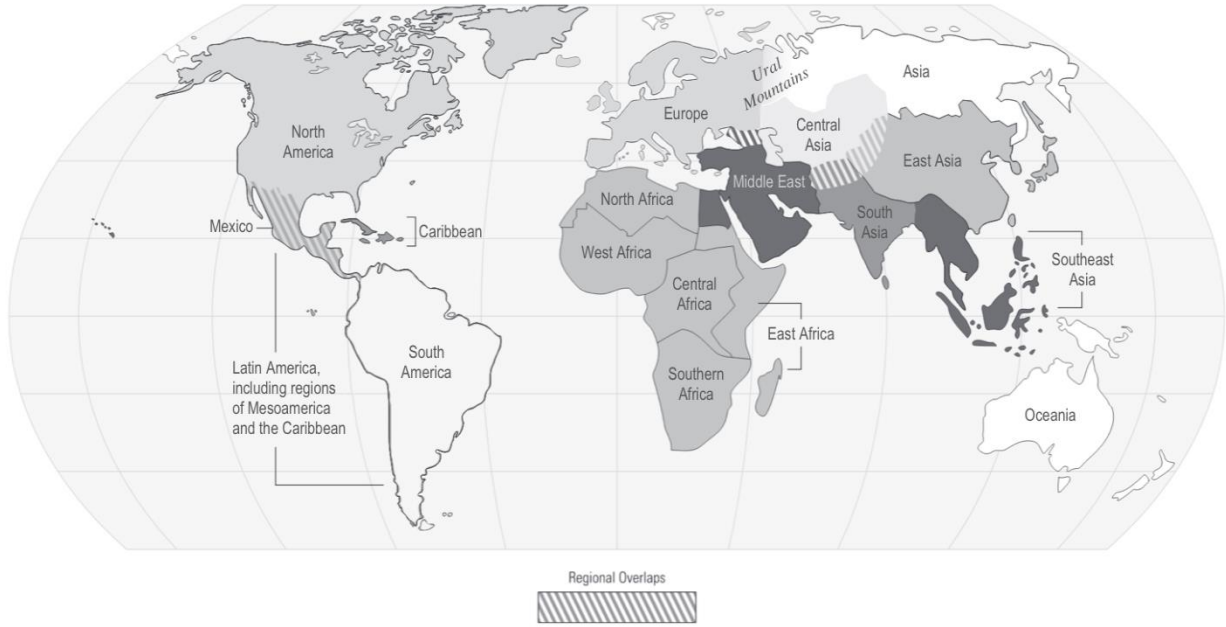 Ural
Mountains
Asia
Europe
Central
Asia
North
America
East Asia
Middle East
North Africa
South
Asia
Mexico
Caribbean
West Africa
Southeast
Asia
Central
Africa
East Africa
South
America
Latin America,
including regions
of Mesoamerica
and the Caribbean
Southern
Africa
Oceania
Regional Overlaps